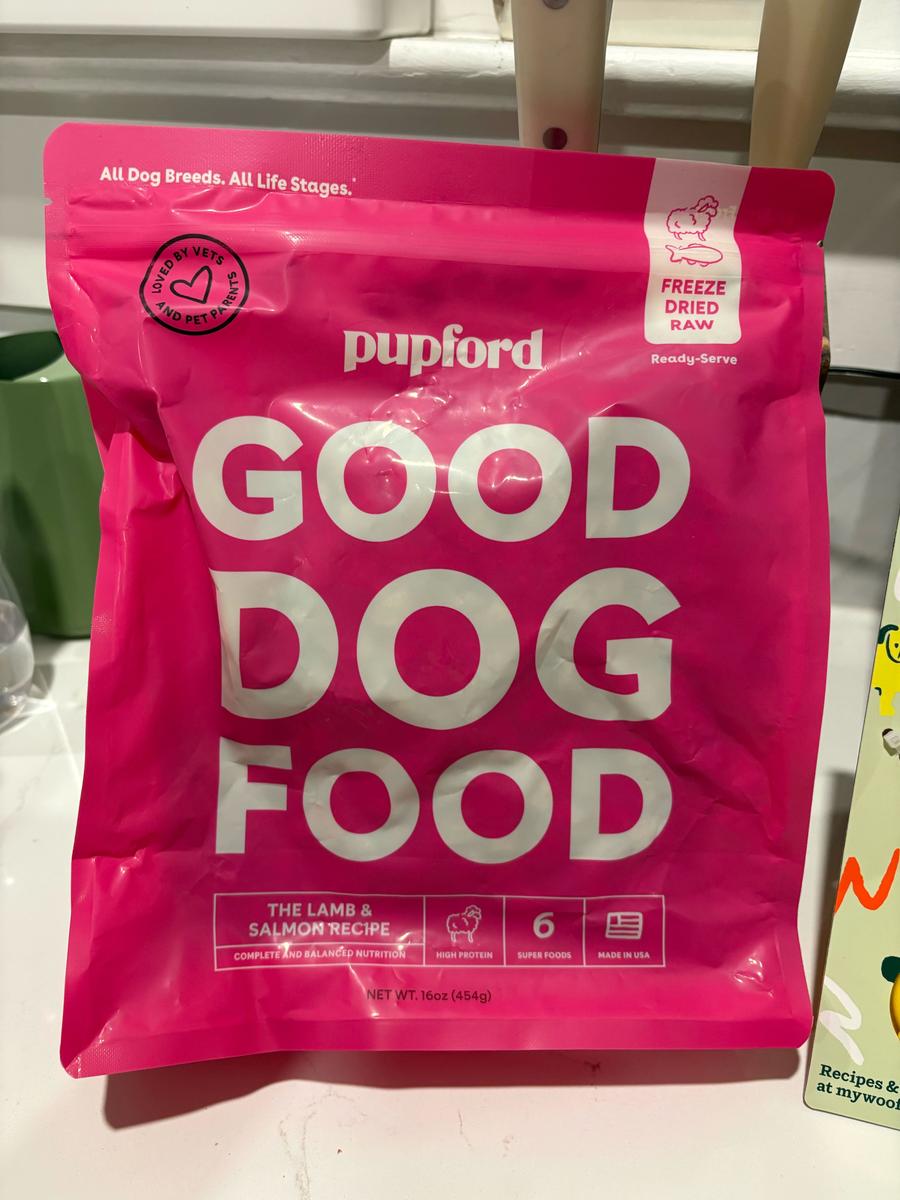 All Dog Breeds. All Life Stages.
LOVED BY VETS
AND PET PARENTS
FREEZE
DRIED
RAW
Ready-Serve
pupford
GOOD
DOG
FOOD
THE LAMB &
SALMON RECIPE
COMPLETE AND BALANCED NUTRITION
HIGH PROTEIN
6
SUPER FOODS
MADE IN USA
NET WT. 16oz (454g)
N
Recipes &
at mywoof